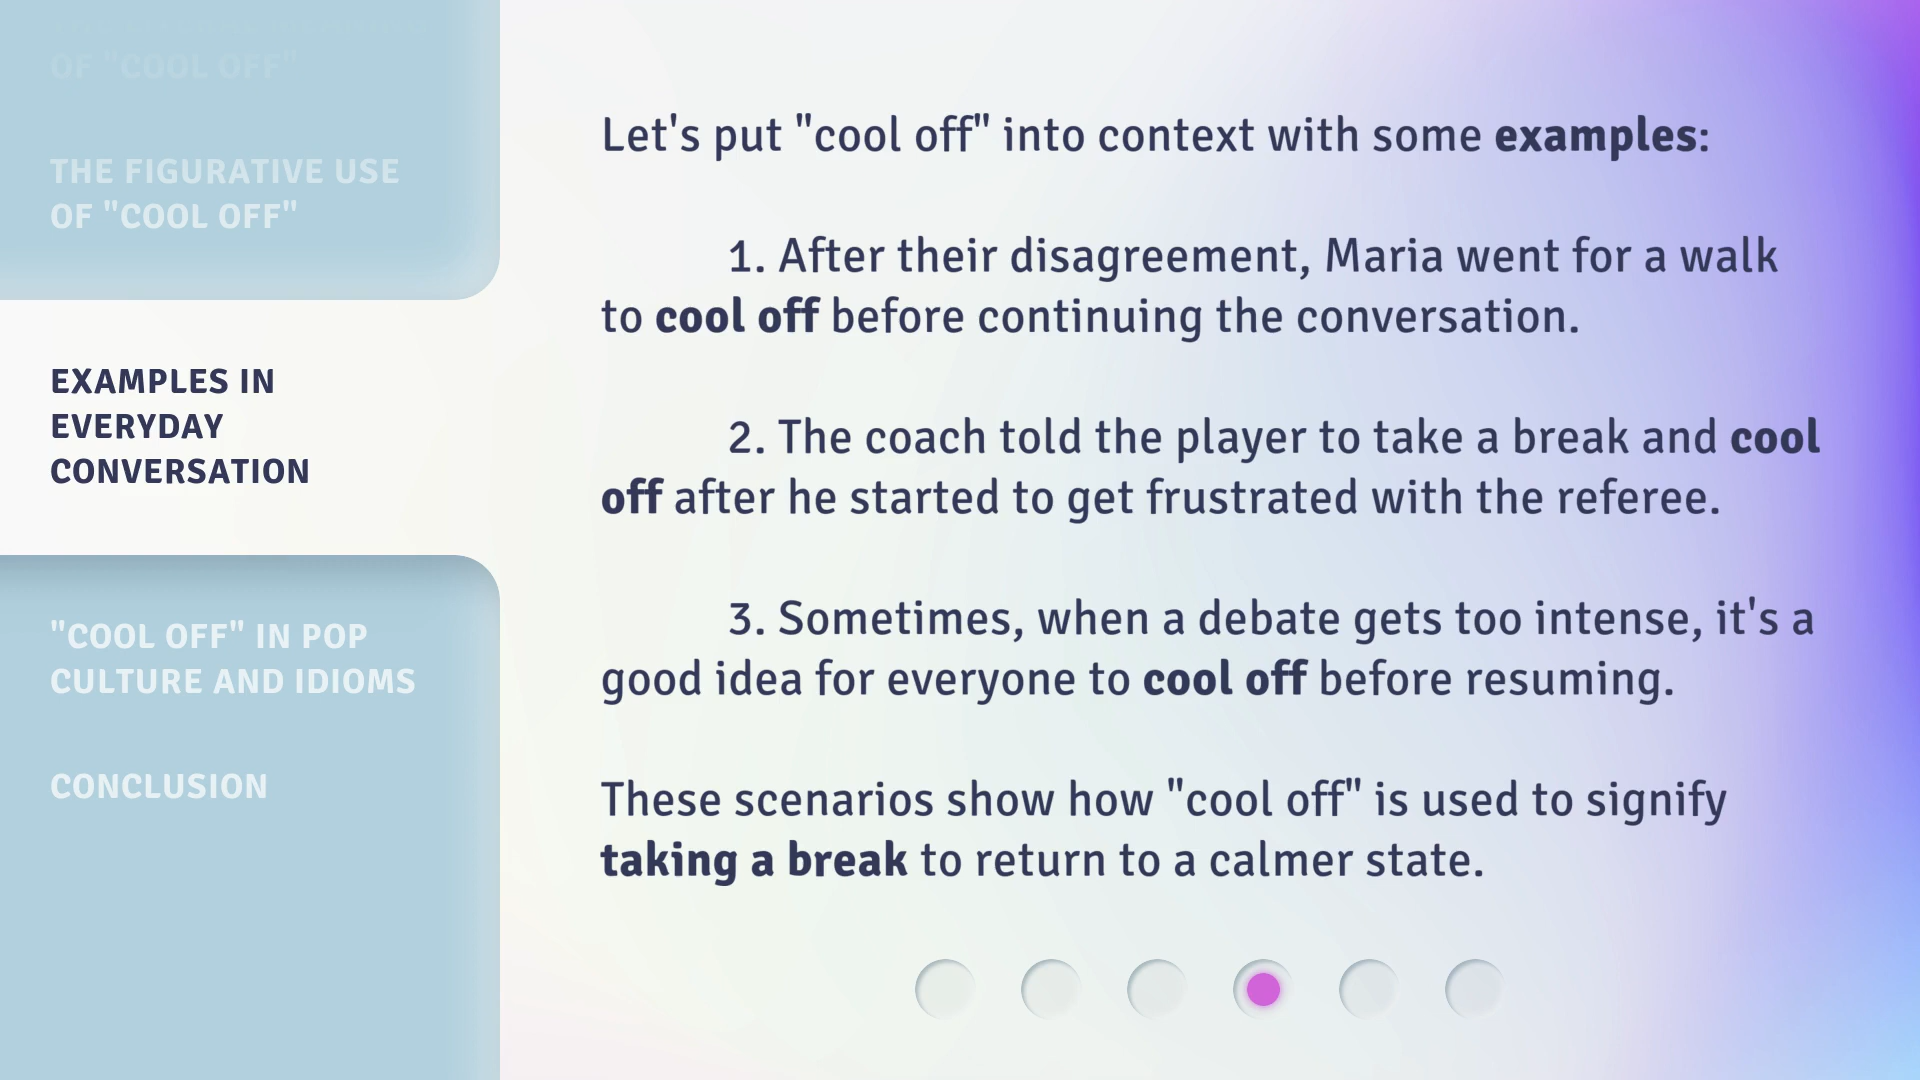 OF "COOL OFF"
THE FIGURATIVE USE
OF "COOL OFF"
EXAMPLES IN
EVERYDAY
CONVERSATION
"COOL OFF" IN POP
CULTURE AND IDIOMS
CONCLUSION
Let's put "cool off" into context with some examples:
1. After their disagreement, Maria went for a walk
to cool off before continuing the conversation.
2. The coach told the player to take a break and cool
off after he started to get frustrated with the referee.
3. Sometimes, when a debate gets too intense, it's a
good idea for everyone to cool off before resuming.
These scenarios show how "cool off" is used to signify
taking a break to return to a calmer state.